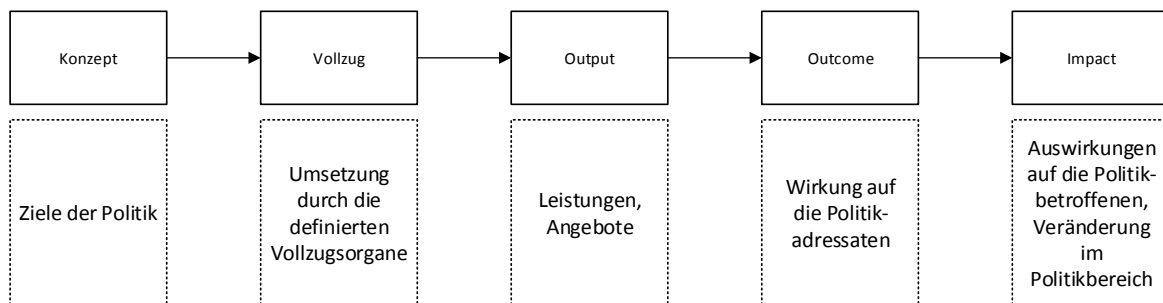 Konzept
Vollzug
Output
Outcome
Impact
Ziele der Politik
Umsetzung
durch die
definierten
Vollzugsorgane
Leistungen,
Angebote
Wirkung auf
die Politik-
adressaten
Auswirkungen
auf die Politik-
betroffenen,
Veränderung
im
Politikbereich